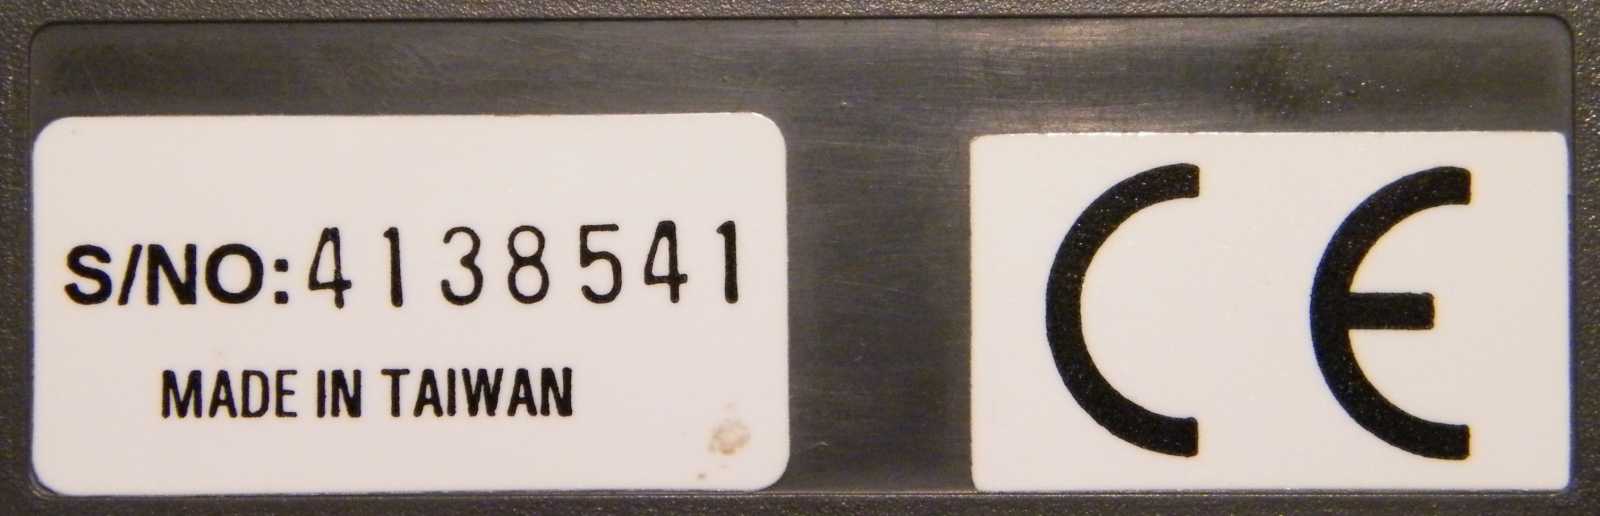 S/NO: 4138541
MADE IN TAIWAN
CE